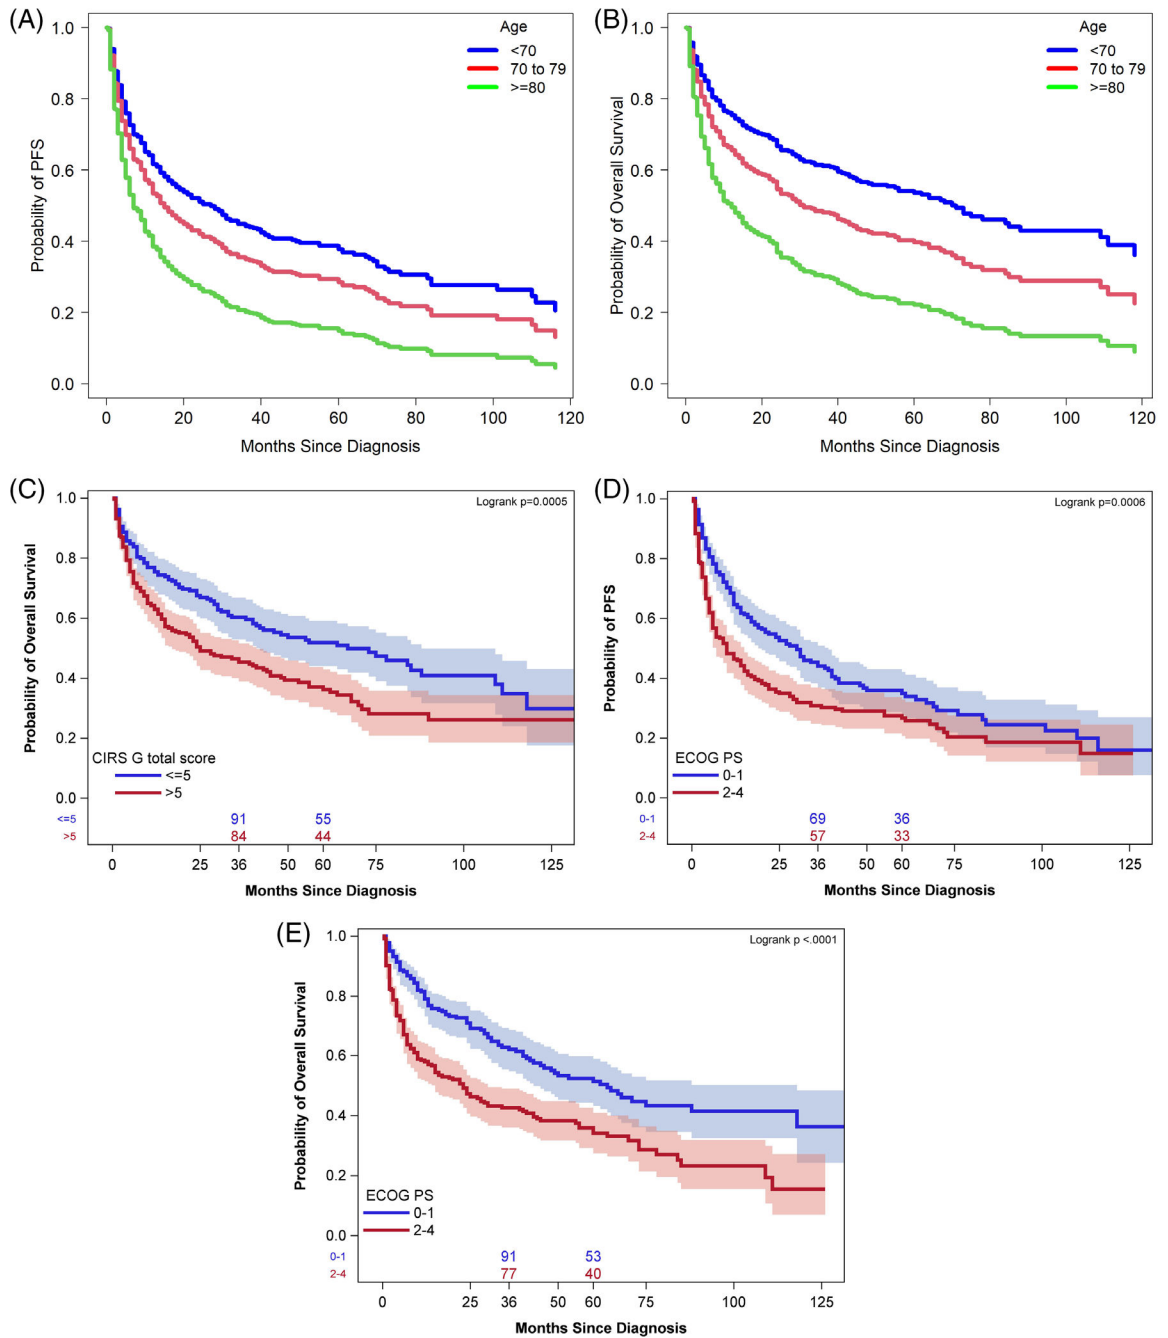 (A)
Probability of PFS
1.0
0.8
0.6
0.4
0.2
0.0
Age
<70
70 to 79
>=80
0 20 40 60 80 100 120
Months Since Diagnosis
(B)
Probability of Overall Survival
1.0
0.8
0.6
0.4
0.2
0.0
Age
<70
70 to 79
>=80
0 20 40 60 80 100 120
Months Since Diagnosis
(C)
Logrank p=0.0005
Probability of Overall Survival
1.0
0.8
0.6
0.4
0.2
0.0
CIRS G total score
<=5
>5
<=5 91 55
>5 84 44
0 25 36 50 60 75 100 125
Months Since Diagnosis
(D)
Logrank p=0.0006
Probability of PFS
1.0
0.8
0.6
0.4
0.2
0.0
ECOG PS
0-1
2-4
0-1 69 36
2-4 57 33
0 25 36 50 60 75 100 125
Months Since Diagnosis
(E)
Logrank p <.0001
Probability of Overall Survival
1.0
0.8
0.6
0.4
0.2
0.0
ECOG PS
0-1
2-4
0-1 91 53
2-4 77 40
0 25 36 50 60 75 100 125
Months Since Diagnosis